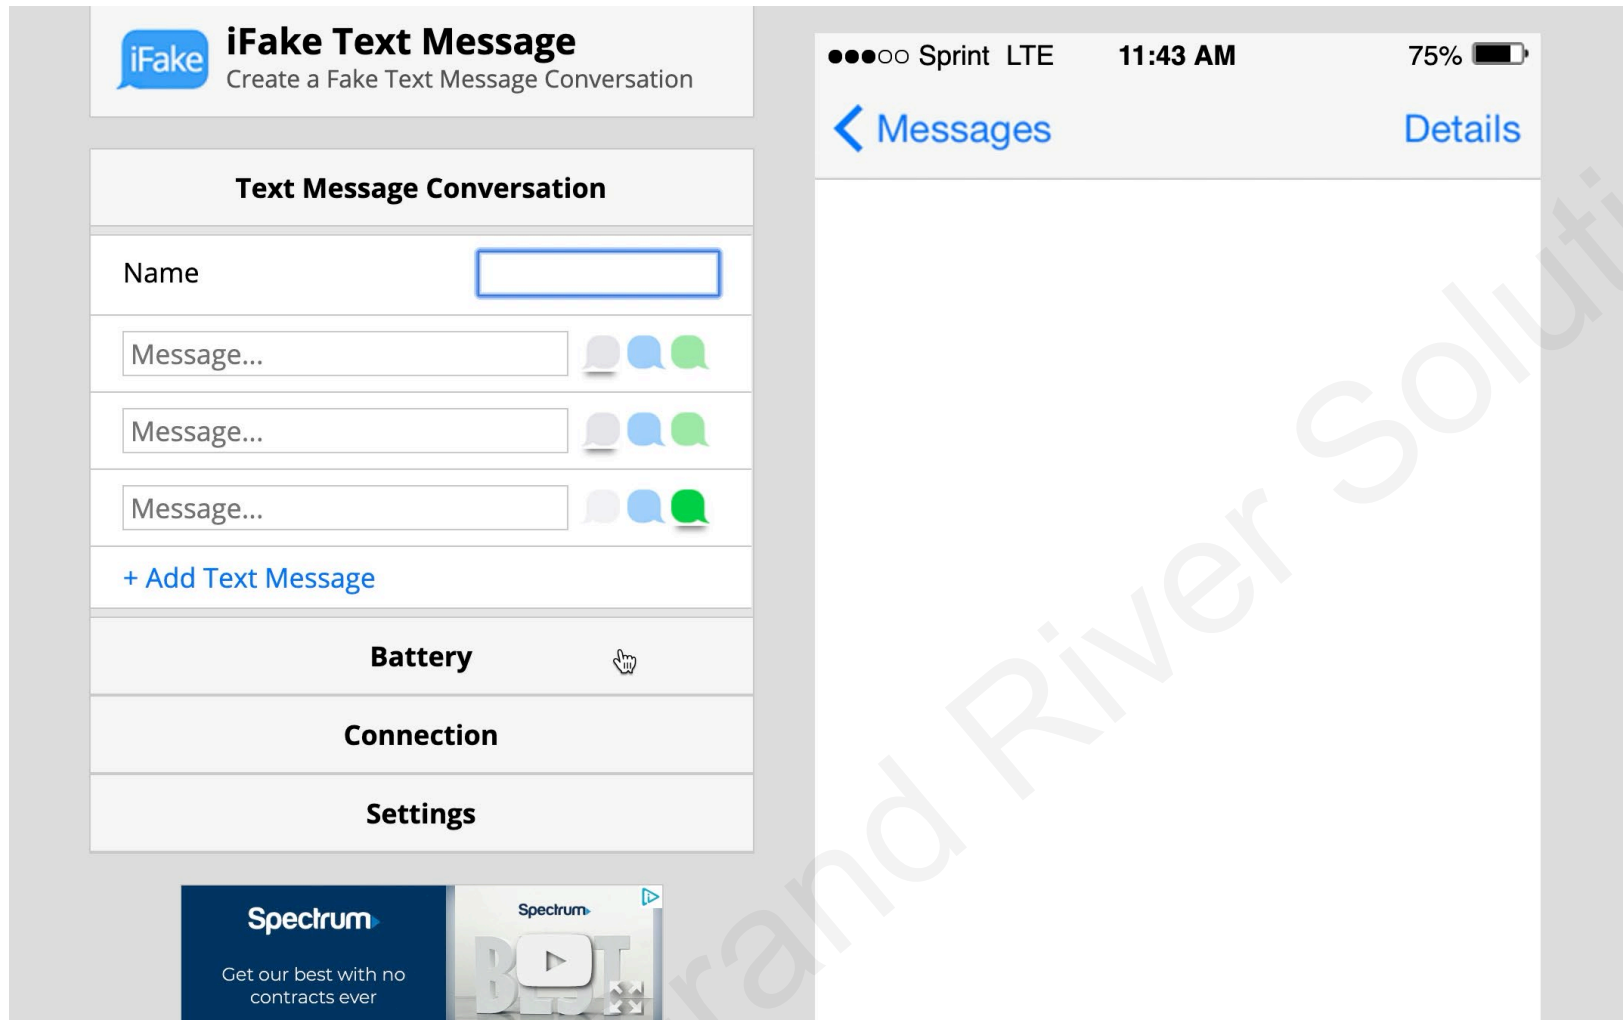 iFake
iFake Text Message
Create a Fake Text Message Conversation
Text Message Conversation
Name
Message...
Message...
Message...
+ Add Text Message
Battery
Connection
Settings
Spectrum
Get our best with no
contracts ever
Spectrum
BEST
Sprint LTE 11:43 AM 75%
Messages Details
rand River Soluti